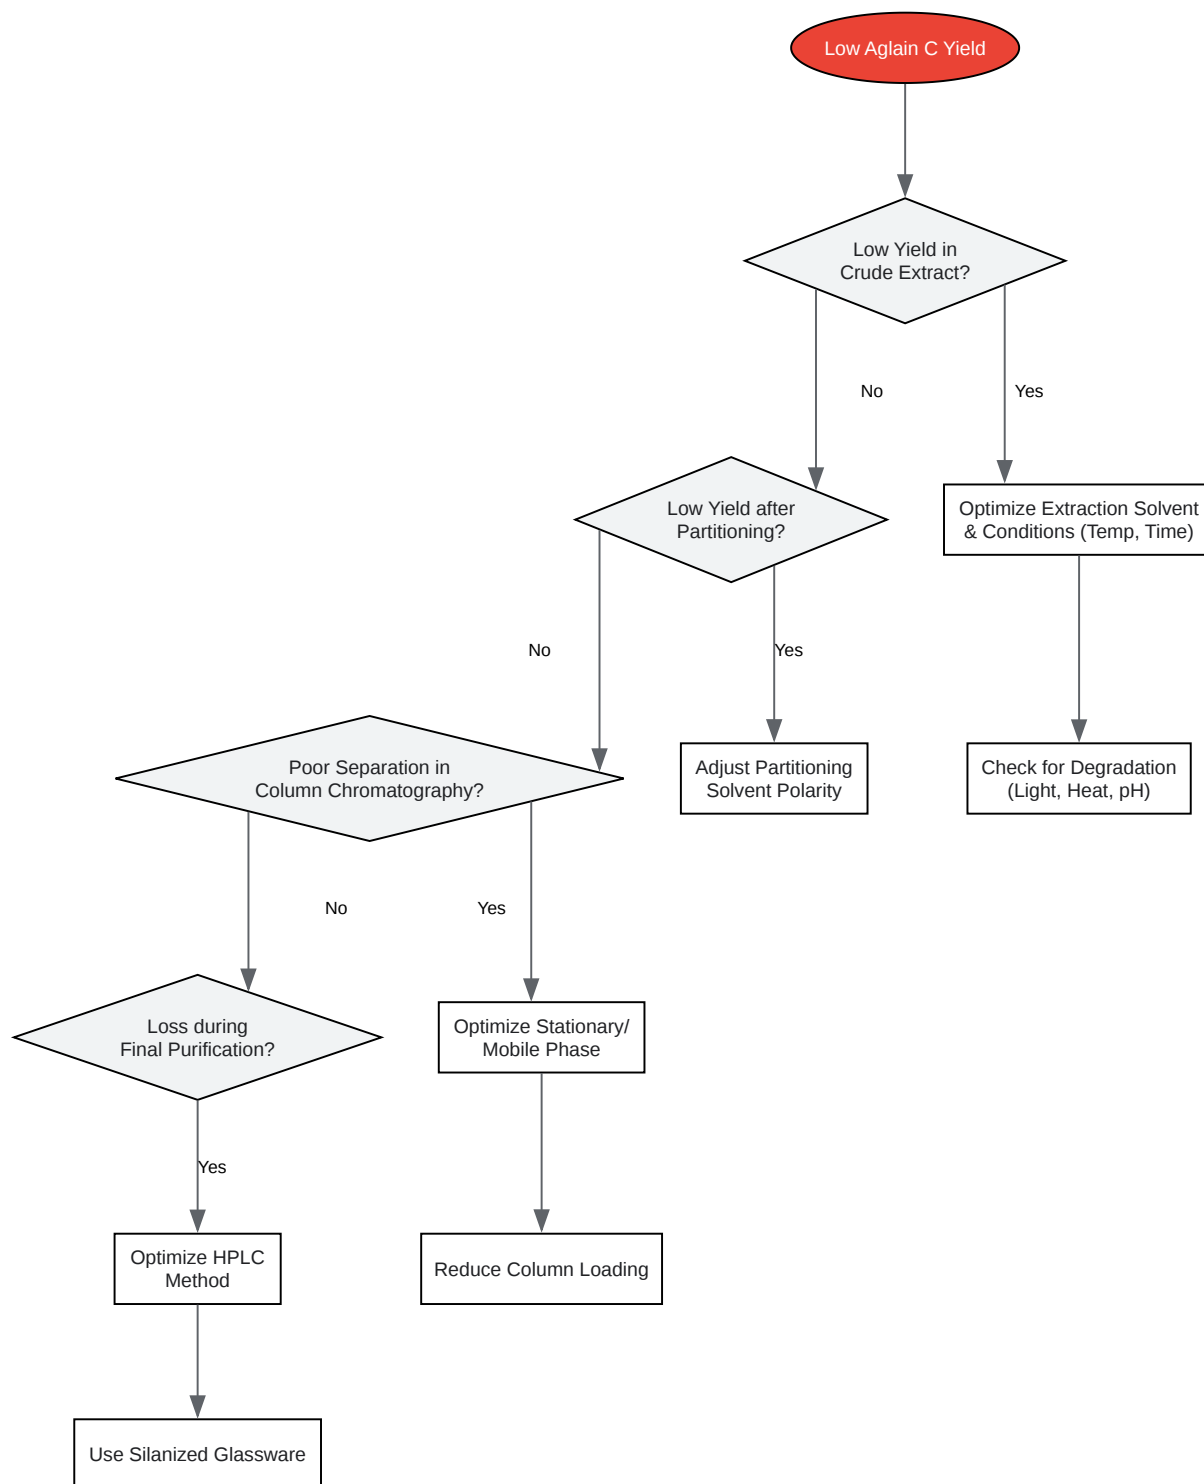 Low Aglain C Yield
Low Yield in
Crude Extract?
No
Yes
Low Yield after
Partitioning?
Optimize Extraction Solvent
& Conditions (Temp, Time)
No
Yes
Poor Separation in
Column Chromatography?
Adjust Partitioning
Solvent Polarity
Check for Degradation
(Light, Heat, pH)
No
Yes
Loss during
Final Purification?
Optimize Stationary/
Mobile Phase
Yes
Optimize HPLC
Method
Reduce Column Loading
Use Silanized Glassware